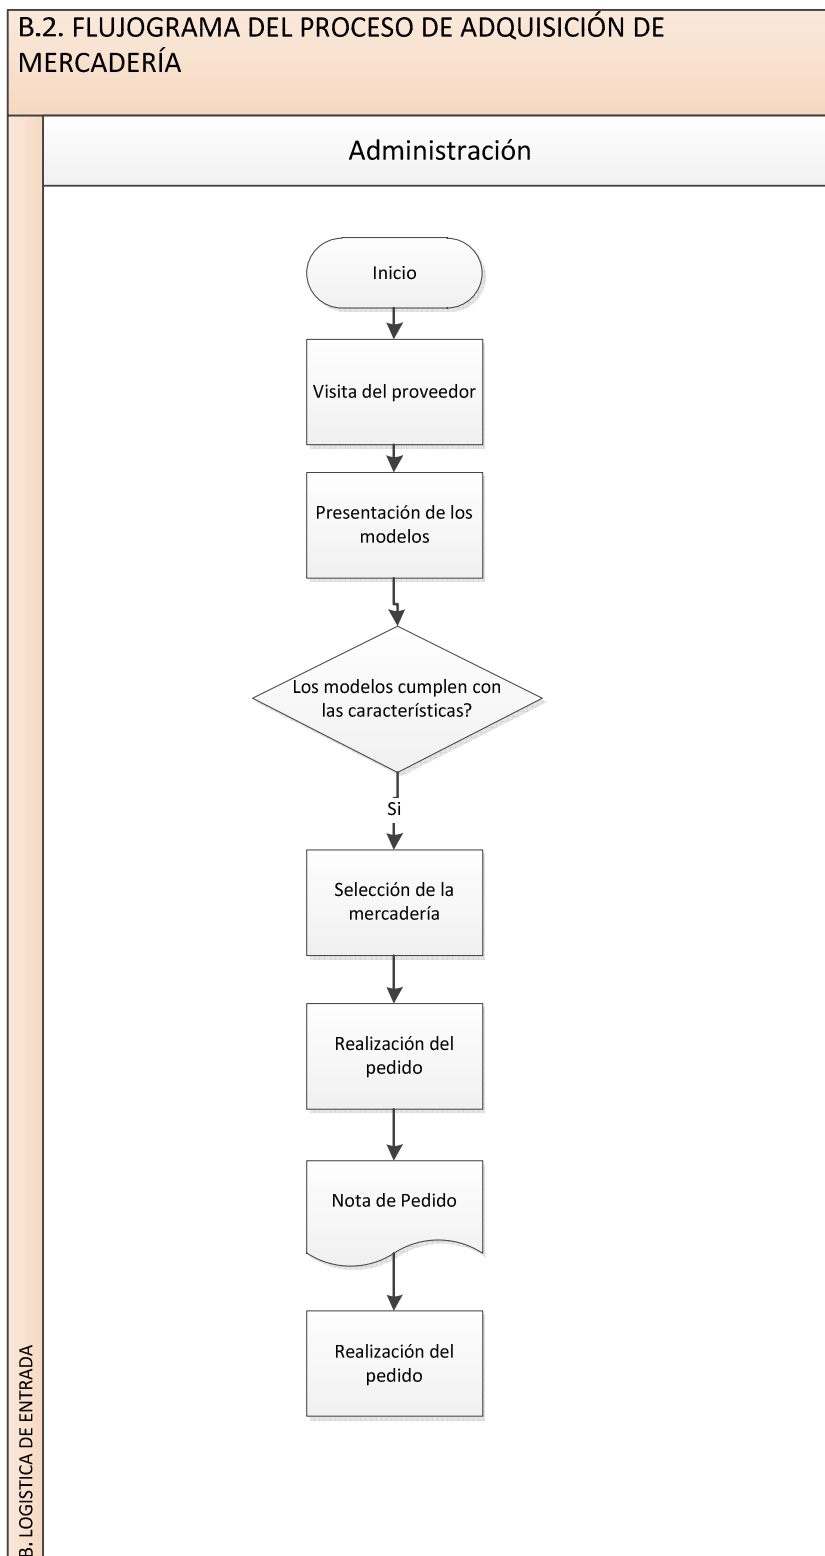 B.2. FLUJOGRAMA DEL PROCESO DE ADQUISICIÓN DE
MERCADERÍA
Administración
Inicio
Visita del proveedor
Presentación de los
modelos
Los modelos cumplen con
las características?
Si
Selección de la
mercadería
Realización del
pedido
Nota de Pedido
Realización del
pedido
B. LOGISTICA DE ENTRADA